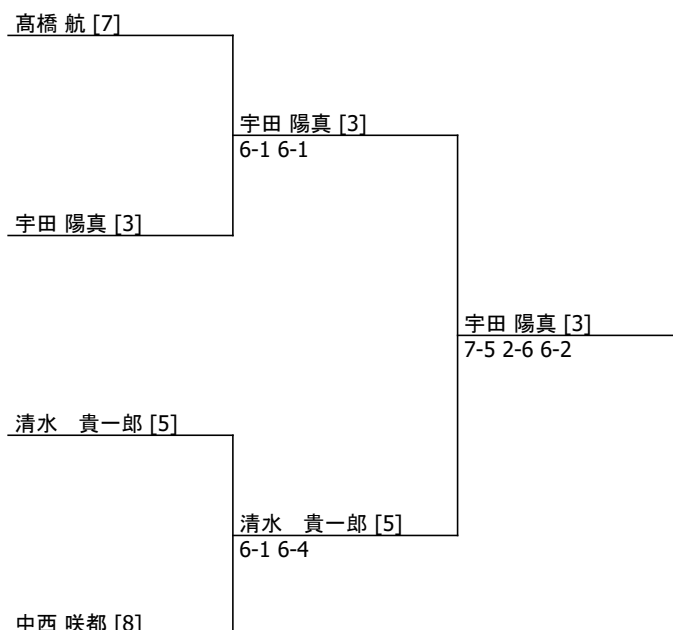 髙橋 航 [7]
宇田 陽真 [3]
6-1 6-1
宇田 陽真 [3]
宇田 陽真 [3]
7-5 2-6 6-2
清水　貴一郎 [5]
清水　貴一郎 [5]
6-1 6-4
中西 咲都 [8]